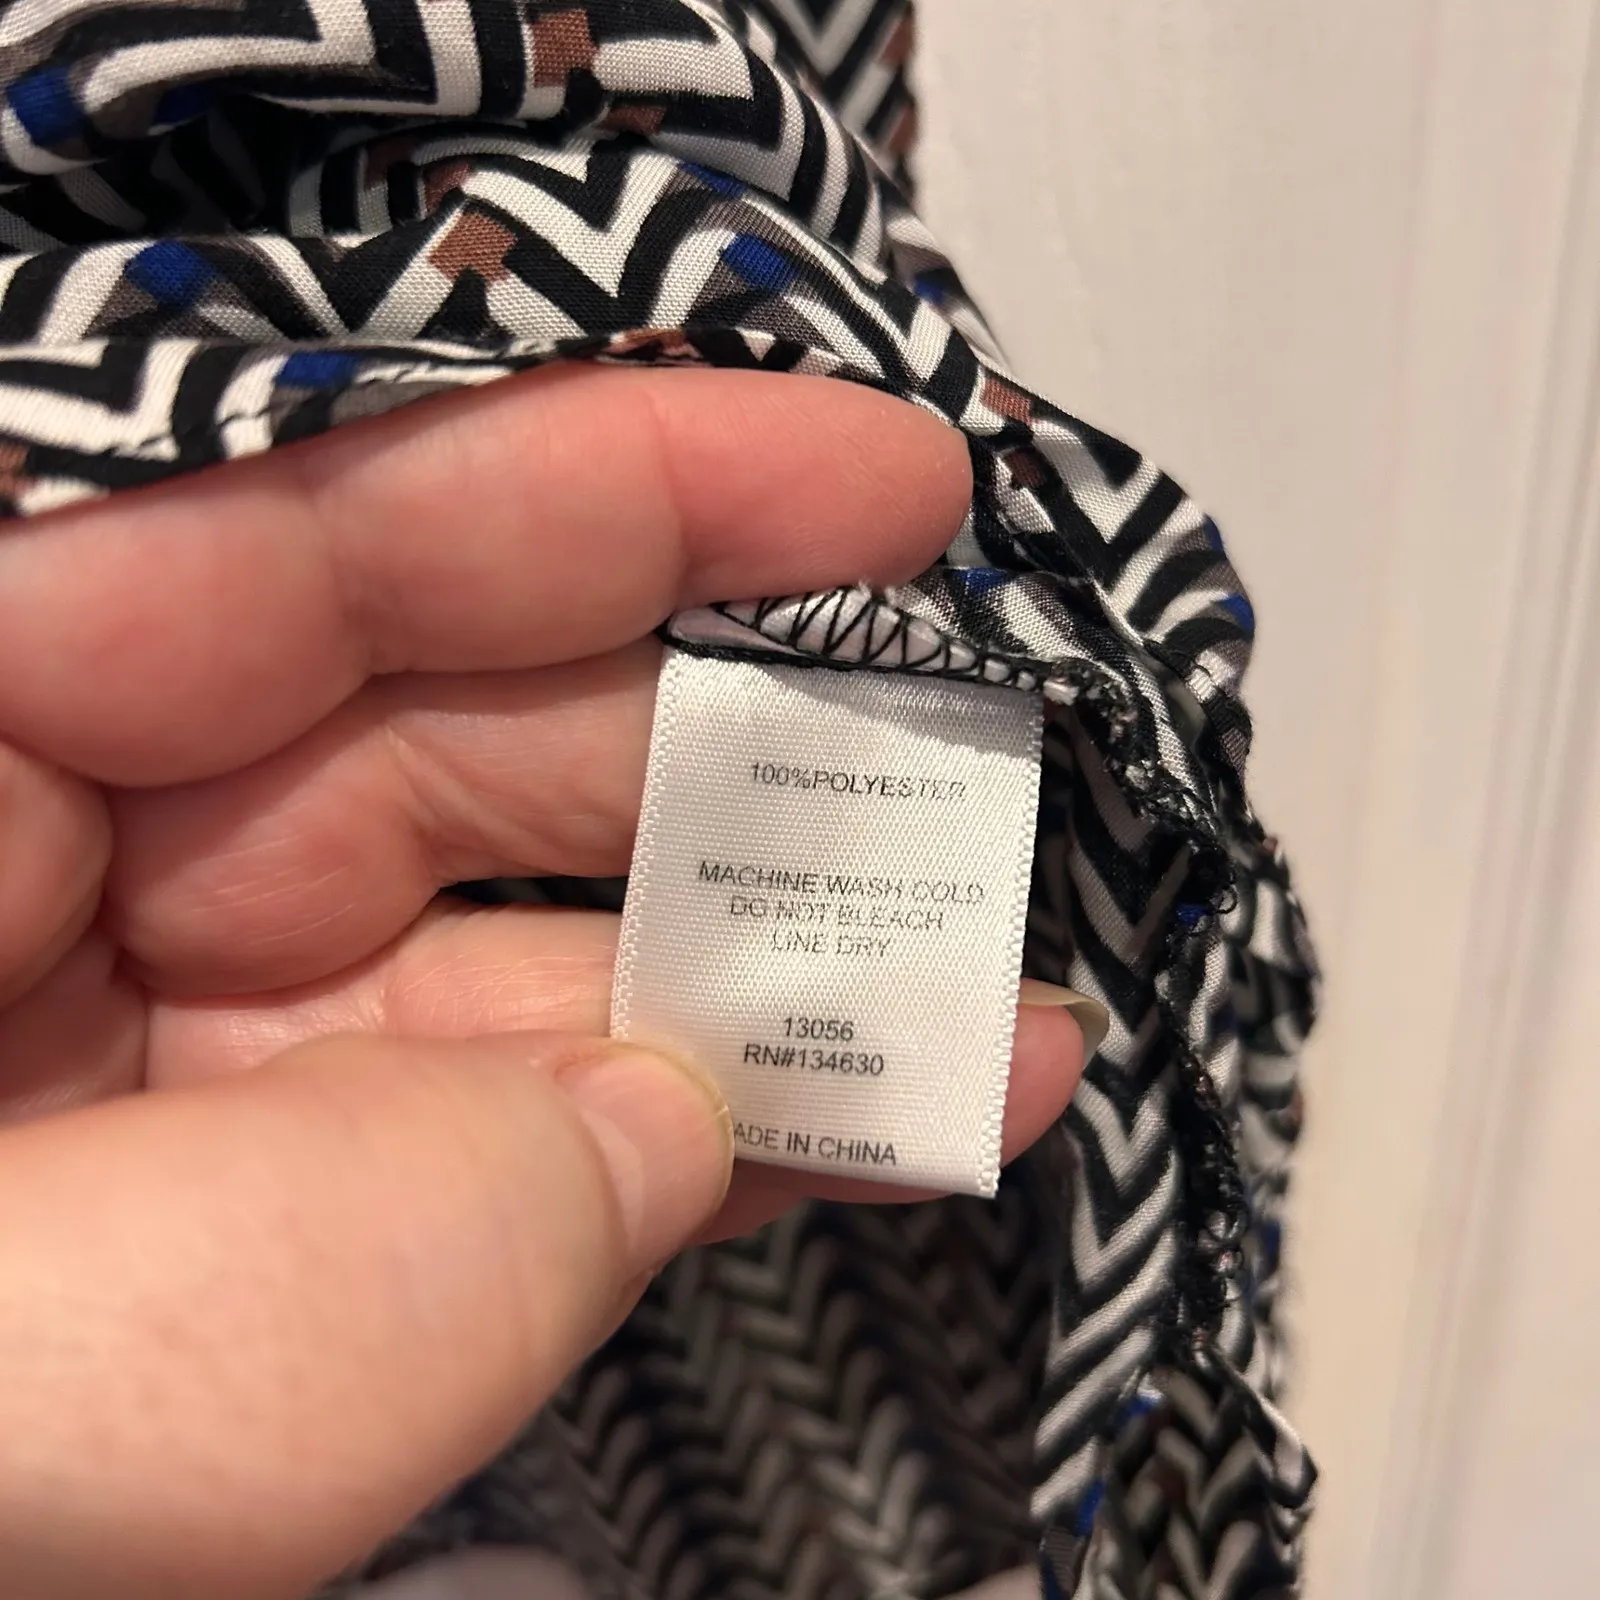 100%POLYESTER
MACHINE WASH COLD
DO NOT BLEACH
LINE DRY
13056
RN#134630
ADE IN CHINA